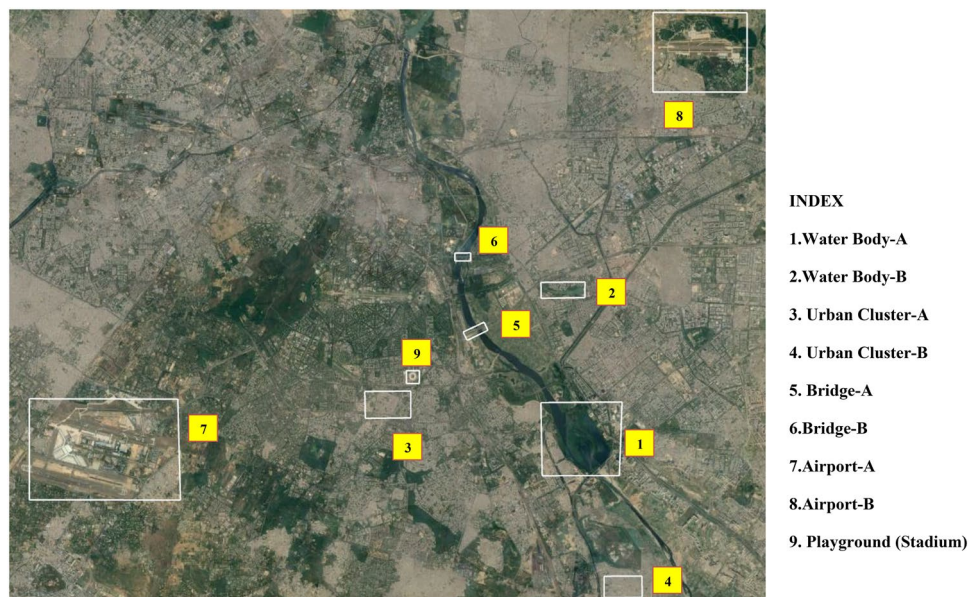 8
6
2
5
9
7
3
1
4
INDEX
1.Water Body-A
2.Water Body-B
3. Urban Cluster-A
4. Urban Cluster-B
5. Bridge-A
6.Bridge-B
7.Airport-A
8.Airport-B
9. Playground (Stadium)